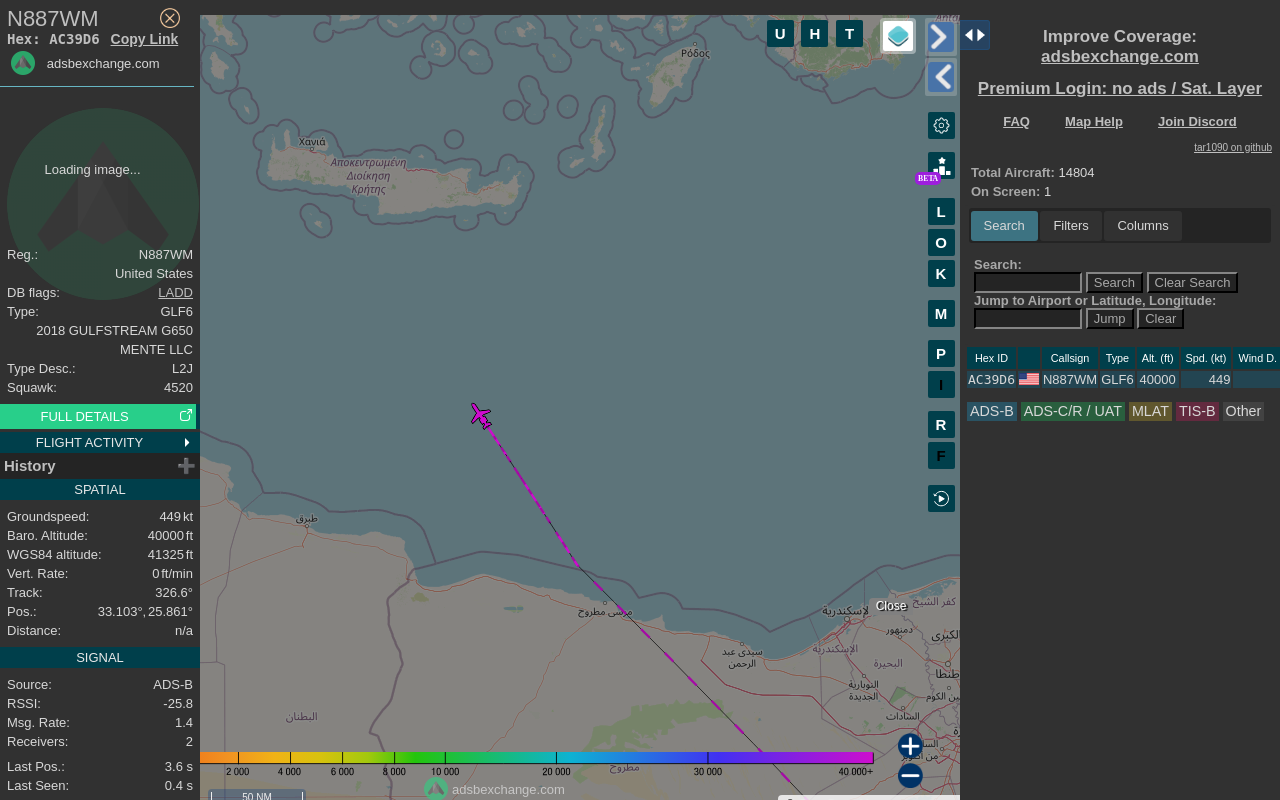 N887WM
Hex: AC39D6 Copy Link
adsbexchange.com
Loading image...
Reg.: N887WM
United States
DB flags: LADD
Type: GLF6
2018 GULFSTREAM G650
MENTE LLC
Type Desc.: L2J
Squawk: 4520
FULL DETAILS
FLIGHT ACTIVITY
History
SPATIAL
Groundspeed: 449 kt
Baro. Altitude: 40000 ft
WGS84 altitude: 41325 ft
Vert. Rate: 0 ft/min
Track: 326.6°
Pos.: 33.103°, 25.861°
Distance: n/a
SIGNAL
Source: ADS-B
RSSI: -25.8
Msg. Rate: 1.4
Receivers: 2
Last Pos.: 3.6 s
Last Seen: 0.4 s
Ρόδος
Χανιά
Αποκεντρωμένη
Διοίκηση
Κρήτης
طبرق
مرسى مطروح
سيدي عبد
الرحمن
الإسكندرية
كفر الشيخ
دمنهور
الإسكندرية
البحيرة
النوبارية
الجديدة
السادات
البطنان
مطروح
Close
U H T
BETA
L
O
K
M
P
I
R
F
2 000 4 000 6 000 8 000 10 000 20 000 30 000 40 000+
adsbexchange.com
50 NM
Improve Coverage:
adsbexchange.com
Premium Login: no ads / Sat. Layer
FAQ Map Help Join Discord
tar1090 on github
Total Aircraft: 14804
On Screen: 1
Search Filters Columns
Search:
Search Clear Search
Jump to Airport or Latitude, Longitude:
Jump Clear
Hex ID Callsign Type Alt. (ft) Spd. (kt) Wind D.
AC39D6 N887WM GLF6 40000 449
ADS-B ADS-C/R / UAT MLAT TIS-B Other